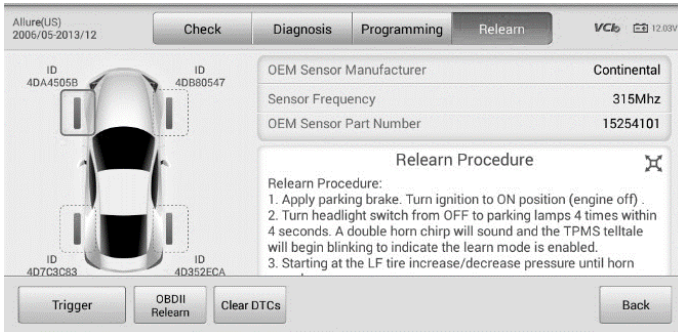 Allure(US)
2006/05-2013/12
Check
Diagnosis
Programming
Relearn
VCI
12.03V
ID
4DA4505B
ID
4DB80547
ID
4D7C3C83
ID
4D352ECA
OEM Sensor Manufacturer Continental
Sensor Frequency 315Mhz
OEM Sensor Part Number 15254101
Relearn Procedure
Relearn Procedure:
1. Apply parking brake. Turn ignition to ON position (engine off) .
2. Turn headlight switch from OFF to parking lamps 4 times within
4 seconds. A double horn chirp will sound and the TPMS telltale
will begin blinking to indicate the learn mode is enabled.
3. Starting at the LF tire increase/decrease pressure until horn
Trigger
OBDII
Relearn
Clear DTCs
Back